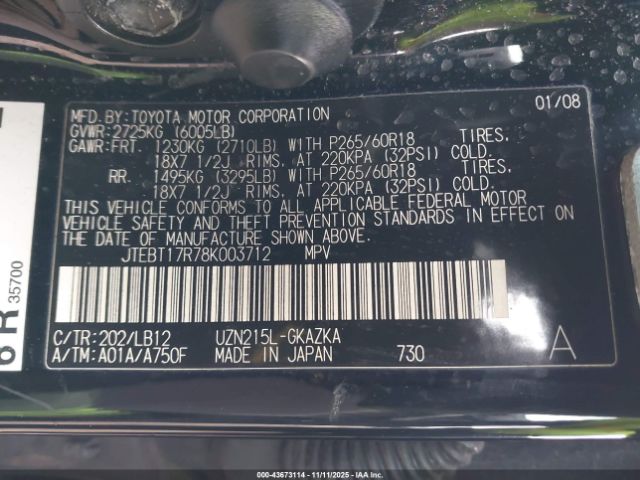 MFD.BY:TOYOTA MOTOR CORPORATION 01/08
GVWR:2725KG (6005LB)
GAWR:FRT. 1230KG (2710LB) WITH P265/60R18 TIRES,
18X7 1/2J RIMS, AT 220KPA (32PSI) COLD.
RR. 1495KG (3295LB) WITH P265/60R18 TIRES,
18X7 1/2J RIMS, AT 220KPA (32PSI) COLD.
THIS VEHICLE CONFORMS TO ALL APPLICABLE FEDERAL MOTOR
VEHICLE SAFETY AND THEFT PREVENTION STANDARDS IN EFFECT ON
THE DATE OF MANUFACTURE SHOWN ABOVE.
JTEBT17R78K003712 MPV
C/TR:202/LB12 UZN215L-GKAZKA
A/TM:A01A/A750F MADE IN JAPAN 730 A
R 35700
000-43673114 - 11/11/2025 - IAAI.com